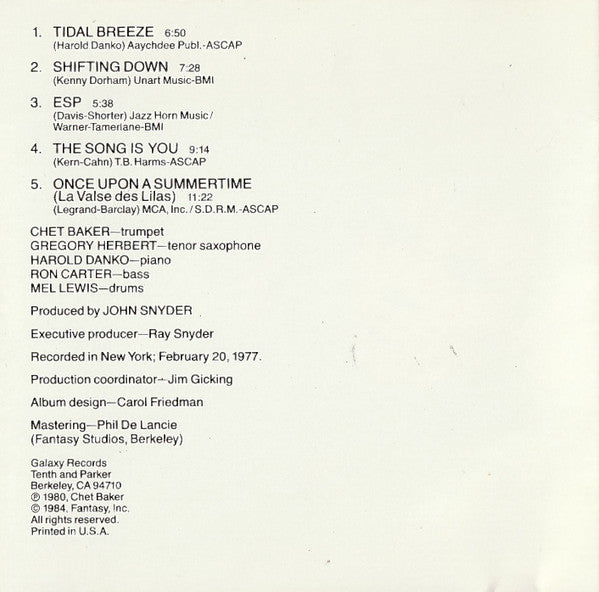 1. TIDAL BREEZE 6:50
(Harold Danko) Aaychdee Publ.-ASCAP
2. SHIFTING DOWN 7:28
(Kenny Dorham) Unart Music-BMI
3. ESP 5:38
(Davis-Shorter) Jazz Horn Music/
Warner-Tamerlane-BMI
4. THE SONG IS YOU 9:14
(Kern-Cahn) T.B. Harms-ASCAP
5. ONCE UPON A SUMMERTIME
(La Valse des Lilas) 11:22
(Legrand-Barclay) MCA, Inc./S.D.R.M.-ASCAP
CHET BAKER—trumpet
GREGORY HERBERT—tenor saxophone
HAROLD DANKO—piano
RON CARTER—bass
MEL LEWIS—drums
Produced by JOHN SNYDER
Executive producer—Ray Snyder
Recorded in New York; February 20, 1977.
Production coordinator—Jim Gicking
Album design—Carol Friedman
Mastering—Phil De Lancie
(Fantasy Studios, Berkeley)
Galaxy Records
Tenth and Parker
Berkeley, CA 94710
℗ 1980, Chet Baker
© 1984, Fantasy, Inc.
All rights reserved.
Printed in U.S.A.